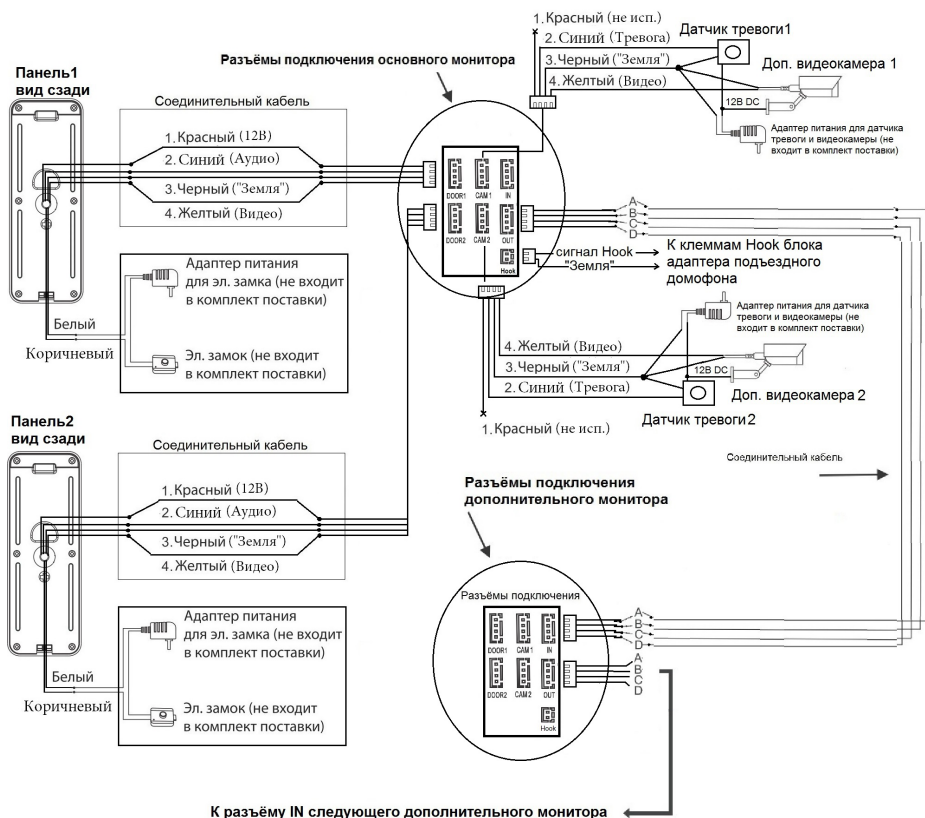 1. Красный (не исп.)
2. Синий (Тревога)
3. Черный ("Земля")
4. Желтый (Видео)
Датчик тревоги1
Доп. видеокамера 1
12В DC
Адаптер питания для датчика
тревоги и видеокамеры (не
входит в комплект поставки)
Разъёмы подключения основного монитора
Панель1
вид сзади
Соединительный кабель
1. Красный (12В)
2. Синий (Аудио)
3. Черный ("Земля")
4. Желтый (Видео)
DOOR1
CAM 1
IN
DOOR2
CAM 2
OUT
Hook
A
B
C
D
сигнал Hook
"Земля"
К клеммам Hook блока
адаптера подъездного
домофона
Адаптер питания
для эл. замка (не входит
в комплект поставки)
Белый
Коричневый
Эл. замок (не входит
в комплект поставки)
Адаптер питания для датчика
тревоги и видеокамеры (не
входит в комплект поставки)
4. Желтый (Видео)
3. Черный ("Земля")
2. Синий (Тревога)
1. Красный (не исп.)
12В DC
Доп. видеокамера 2
Датчик тревоги2
Панель2
вид сзади
Соединительный кабель
1. Красный (12В)
2. Синий (Аудио)
3. Черный ("Земля")
4. Желтый (Видео)
Соединительный кабель
Разъёмы подключения
дополнительного монитора
Разъёмы подключения
DOOR1
CAM 1
IN
DOOR2
CAM 2
OUT
Hook
A
B
C
D
A
B
C
D
Адаптер питания
для эл. замка (не входит
в комплект поставки)
Белый
Коричневый
Эл. замок (не входит
в комплект поставки)
К разъёму IN следующего дополнительного монитора